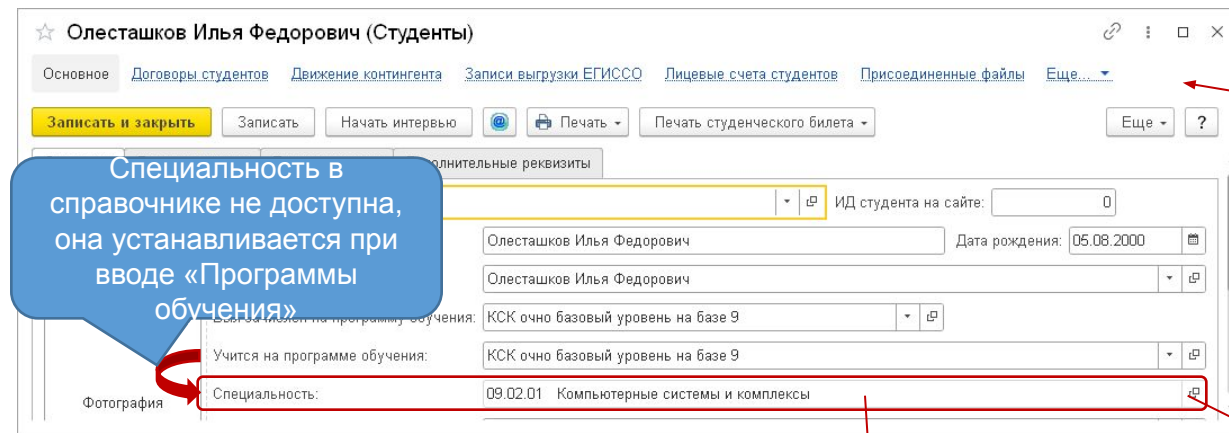 Олесташков Илья Федорович (Студенты)
Основное Договоры студентов Движение контингента Записи выгрузки ЕГИССО Лицевые счета студентов Присоединенные файлы Еще...
Записать и закрыть Записать Начать интервью Печать Печать студенческого билета Еще ?
реквизиты
Специальность в
справочнике не доступна,
она устанавливается при
вводе «Программы
обучения»
ИД студента на сайте: 0
Олесташков Илья Федорович Дата рождения: 05.08.2000
Олесташков Илья Федорович
программу обучения: КСК очно базовый уровень на базе 9
Учится на программе обучения: КСК очно базовый уровень на базе 9
Специальность: 09.02.01 Компьютерные системы и комплексы
Фотография